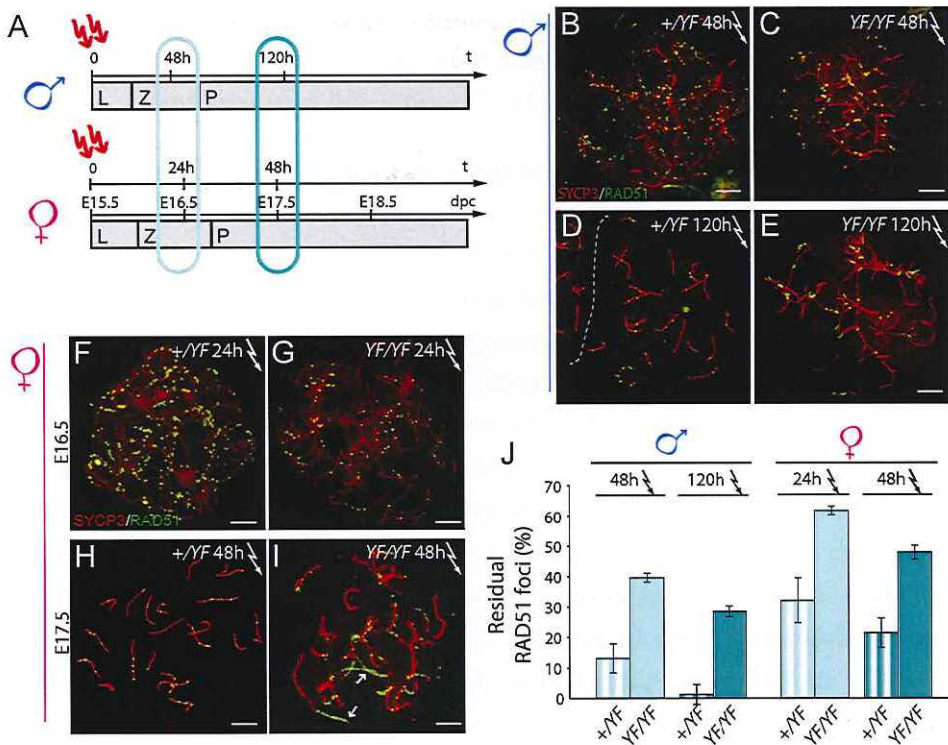 A
0 48h 120h t
L Z P
0 24h 48h t
E15.5 E16.5 E17.5 E18.5 dpc
L Z P
B +/YF 48h
SYCP3/RAD51
C YF/YF 48h
D +/YF 120h
E YF/YF 120h
F +/YF 24h
E16.5
SYCP3/RAD51
G YF/YF 24h
H +/YF 48h
E17.5
I YF/YF 48h
J
48h 120h 24h 48h
Residual
RAD51 foci (%)
70
60
50
40
30
20
10
0
+/YF YF/YF +/YF YF/YF +/YF YF/YF +/YF YF/YF